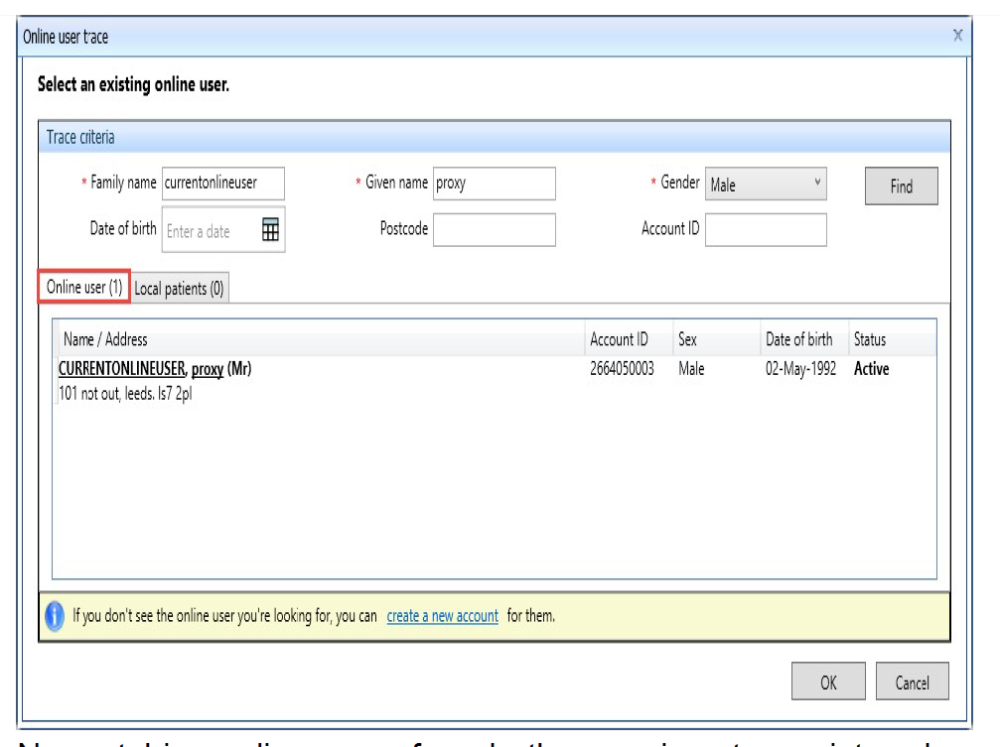 Online user trace X
Select an existing online user.
Trace criteria
* Family name currentonlineuser * Given name proxy * Gender Male Find
Date of birth Enter a date Postcode Account ID
Online user (1) Local patients (0)
Name / Address Account ID Sex Date of birth Status
CURRENTONLINEUSER, proxy (Mr) 2664050003 Male 02-May-1992 Active
101 not out, leeds. ls7 2pl
If you don't see the online user you're looking for, you can create a new account for them.
OK Cancel